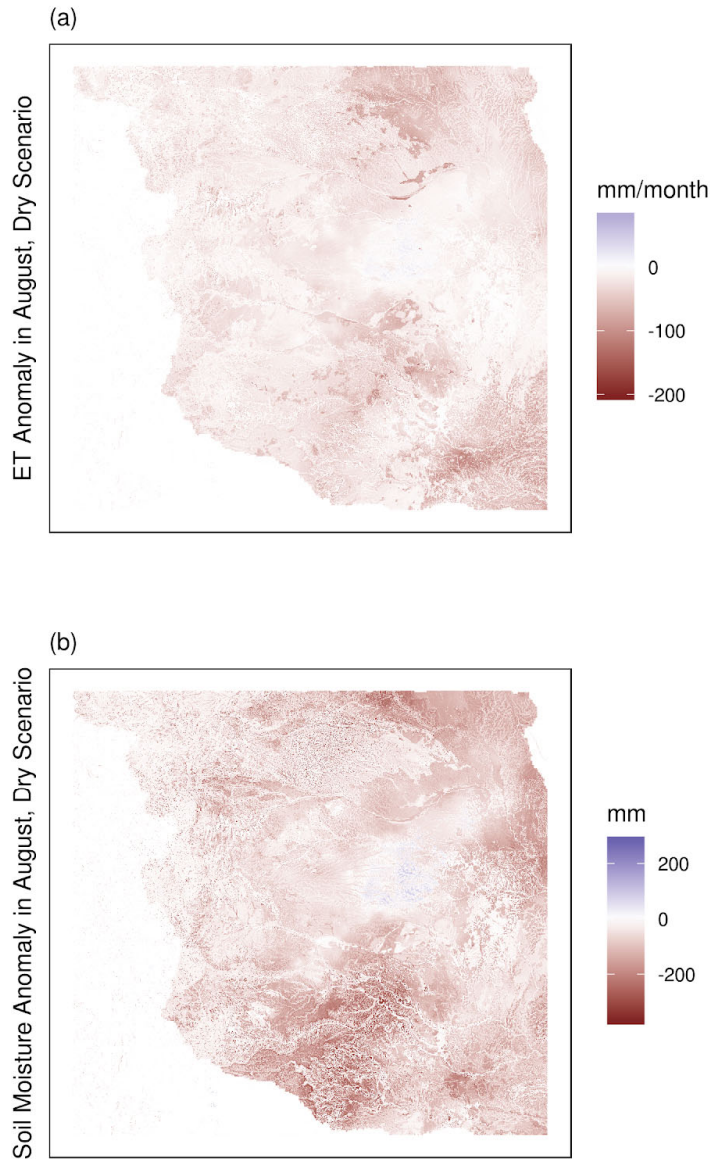 (a)
ET Anomaly in August, Dry Scenario
mm/month
0
-100
-200
(b)
Soil Moisture Anomaly in August, Dry Scenario
mm
200
0
-200